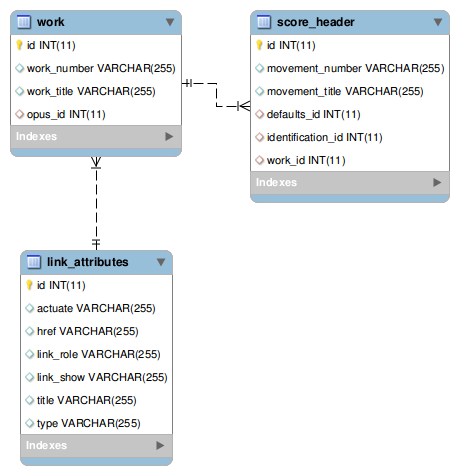 work
id INT(11)
work_number VARCHAR(255)
work_title VARCHAR(255)
opus_id INT(11)
Indexes
score_header
id INT(11)
movement_number VARCHAR(255)
movement_title VARCHAR(255)
defaults_id INT(11)
identification_id INT(11)
work_id INT(11)
Indexes
link_attributes
id INT(11)
actuate VARCHAR(255)
href VARCHAR(255)
link_role VARCHAR(255)
link_show VARCHAR(255)
title VARCHAR(255)
type VARCHAR(255)
Indexes